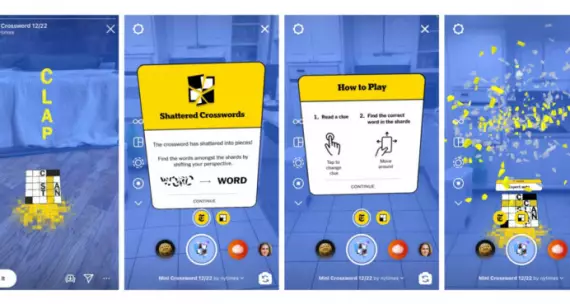 Crossword 12/22
nytimes
C
L
A
P
Shattered Crosswords
The crossword has shattered into pieces!
Find the words amongst the shards by
shifting your perspective.
WORD
CONTINUE
Mini Crossword 12/22 by nytimes
How to Play
1. Read a clue
2. Find the correct
word in the shards
Tap to
change
clue
Move
around
CONTINUE
Mini Crossword 12/22 by nytimes
Mini Crossword 12/22 by nytimes